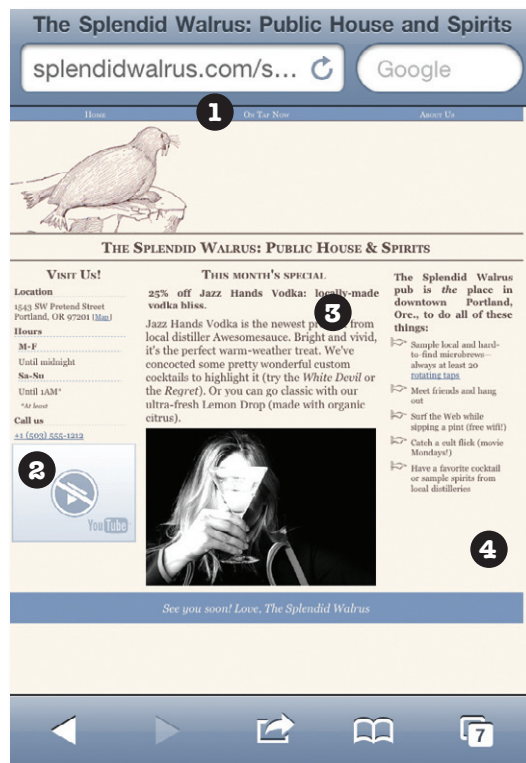 The Splendid Walrus: Public House and Spirits
splendidwalrus.com/s...
Google
1
Home
On Tap Now
About Us
The Splendid Walrus: Public House & Spirits
Visit Us!
Location
1543 SW Pretend Street
Portland, OR 97201 [Map]
Hours
M-F
Until midnight
Sa-Su
Until 1AM*
*At least
Call us
+1 (503) 555-1212
2
YouTube
This month's special
25% off Jazz Hands Vodka: locally-made
vodka bliss.
3
Jazz Hands Vodka is the newest from
local distiller Awesomesauce. Bright and vivid,
it's the perfect warm-weather treat. We've
concocted some pretty wonderful custom
cocktails to highlight it (try the White Devil or
the Regret). Or you can go classic with our
ultra-fresh Lemon Drop (made with organic
citrus).
The Splendid Walrus
pub is the place in
downtown Portland,
Ore., to do all of these
things:
Sample local and hard-
to-find microbrews—
always at least 20
rotating taps
Meet friends and hang
out
Surf the Web while
sipping a pint (free wifi!)
Catch a cult flick (movie
Mondays!)
Have a favorite cocktail
or sample spirits from
local distilleries
4
See you soon! Love, The Splendid Walrus
7